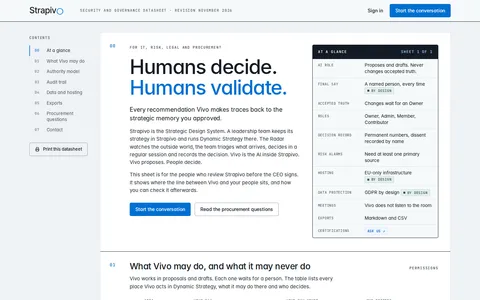 Strapivo
SECURITY AND GOVERNANCE DATASHEET · REVISION NOVEMBER 2026
Sign in
Start the conversation
CONTENTS
00 At a glance
01 What Vivo may do
02 Authority model
03 Audit trail
04 Data and hosting
05 Exports
06 Procurement questions
07 Contact
Print this datasheet
00 FOR IT, RISK, LEGAL AND PROCUREMENT
Humans decide.
Humans validate.
Every recommendation Vivo makes traces back to the
strategic memory you approved.
Strapivo is the Strategic Design System. A leadership team keeps its
strategy in Strapivo and runs Dynamic Strategy there. The Radar
watches the outside world, the team triages what arrives, decides in a
regular session and records the decision. Vivo is the AI inside Strapivo.
Vivo proposes. People decide.
This sheet is for the people who review Strapivo before the CEO signs.
It shows where the line between Vivo and your people sits, and how
you can check it afterwards.
Start the conversation
Read the procurement questions
AT A GLANCE SHEET 1 OF 1
AI ROLE Proposes and drafts. Never
changes accepted truth.
FINAL SAY A named person, every time
BY DESIGN
ACCEPTED TRUTH Changes wait for an Owner
ROLES Owner, Admin, Member,
Contributor
DECISION RECORD Permanent numbers, dissent
recorded by name
RISK ALARMS Need at least one primary
source
HOSTING EU-only infrastructure
BY DESIGN
DATA PROTECTION GDPR by design BY DESIGN
MEETINGS Vivo does not listen to the room
EXPORTS Markdown and CSV
CERTIFICATIONS ASK US
01 What Vivo may do, and what it may never do
PERMISSIONS
Vivo works in proposals and drafts. Each one waits for a person. The table lists every
place Vivo acts in Dynamic Strategy, what it may do there and who decides.